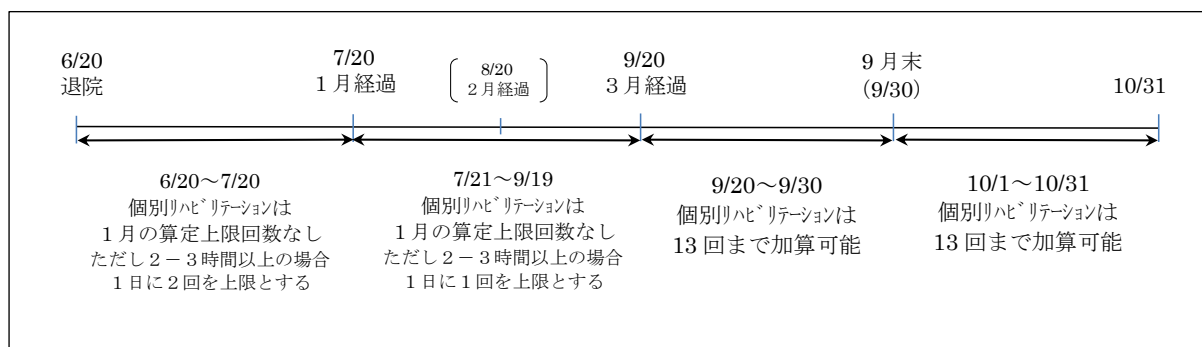 6/20
退院
7/20
1月経過
8/20
2月経過
9/20
3月経過
9月末
(9/30)
10/31
6/20～7/20
個別ﾘﾊﾋﾞﾘテーションは
1月の算定上限回数なし
ただし2－3時間以上の場合
1日に2回を上限とする
7/21～9/19
個別ﾘﾊﾋﾞﾘテーションは
1月の算定上限回数なし
ただし2－3時間以上の場合
1日に1回を上限とする
9/20～9/30
個別ﾘﾊﾋﾞﾘテーションは
13回まで加算可能
10/1～10/31
個別ﾘﾊﾋﾞﾘテーションは
13回まで加算可能